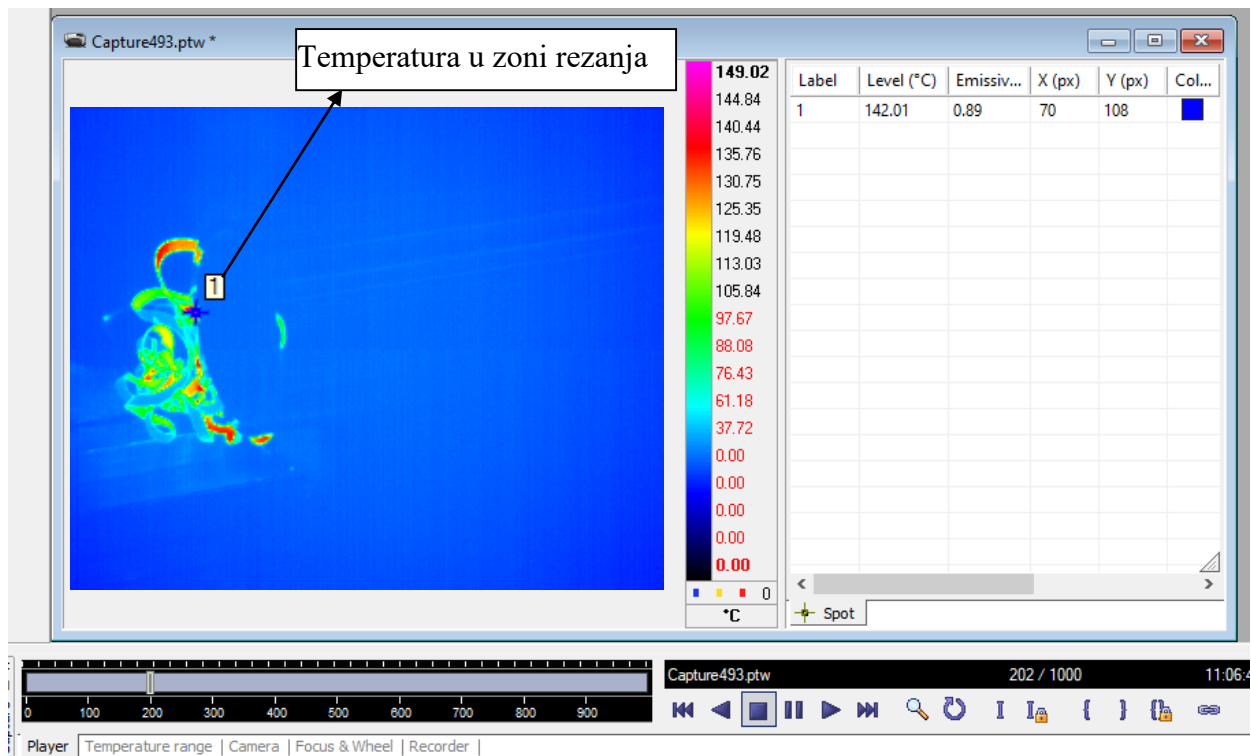 Capture493.ptw *
Temperatura u zoni rezanja
1
149.02
144.84
140.44
135.76
130.75
125.35
119.48
113.03
105.84
97.67
88.08
76.43
61.18
37.72
0.00
0.00
0.00
0.00
0.00
0
°C
Label Level (°C) Emissiv... X (px) Y (px) Col...
1 142.01 0.89 70 108
Spot
0 100 200 300 400 500 600 700 800 900
Capture493.ptw 202 / 1000 11:06:4
Player Temperature range Camera Focus & Wheel Recorder